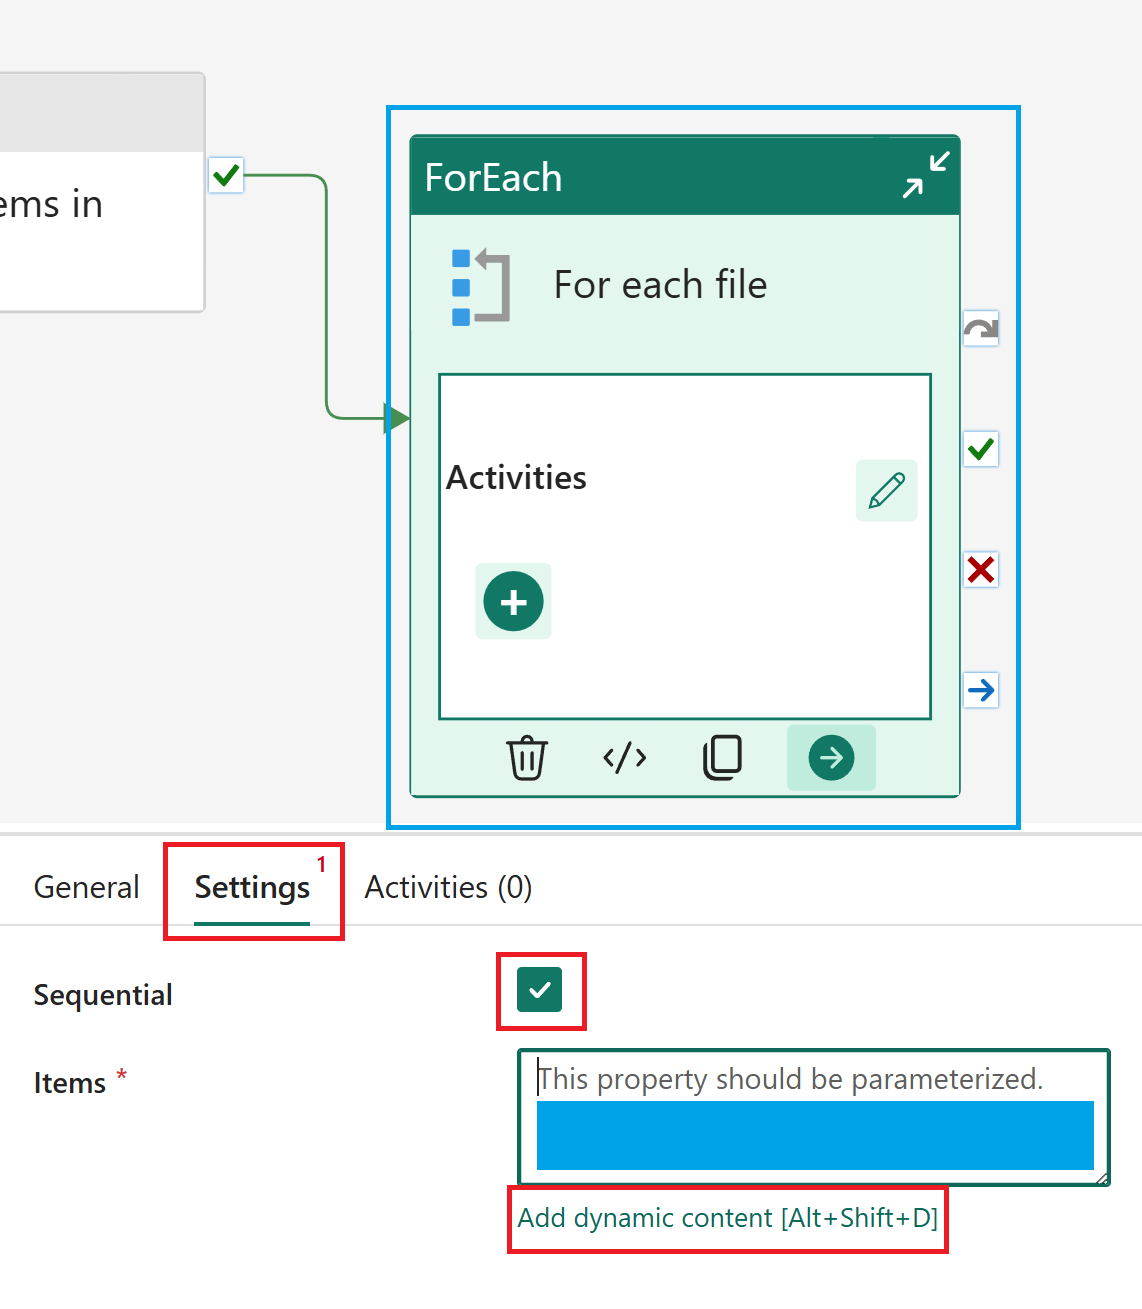 ems in
ForEach
For each file
Activities
General
Settings 1
Activities (0)
Sequential
Items *
This property should be parameterized.
Add dynamic content [Alt+Shift+D]